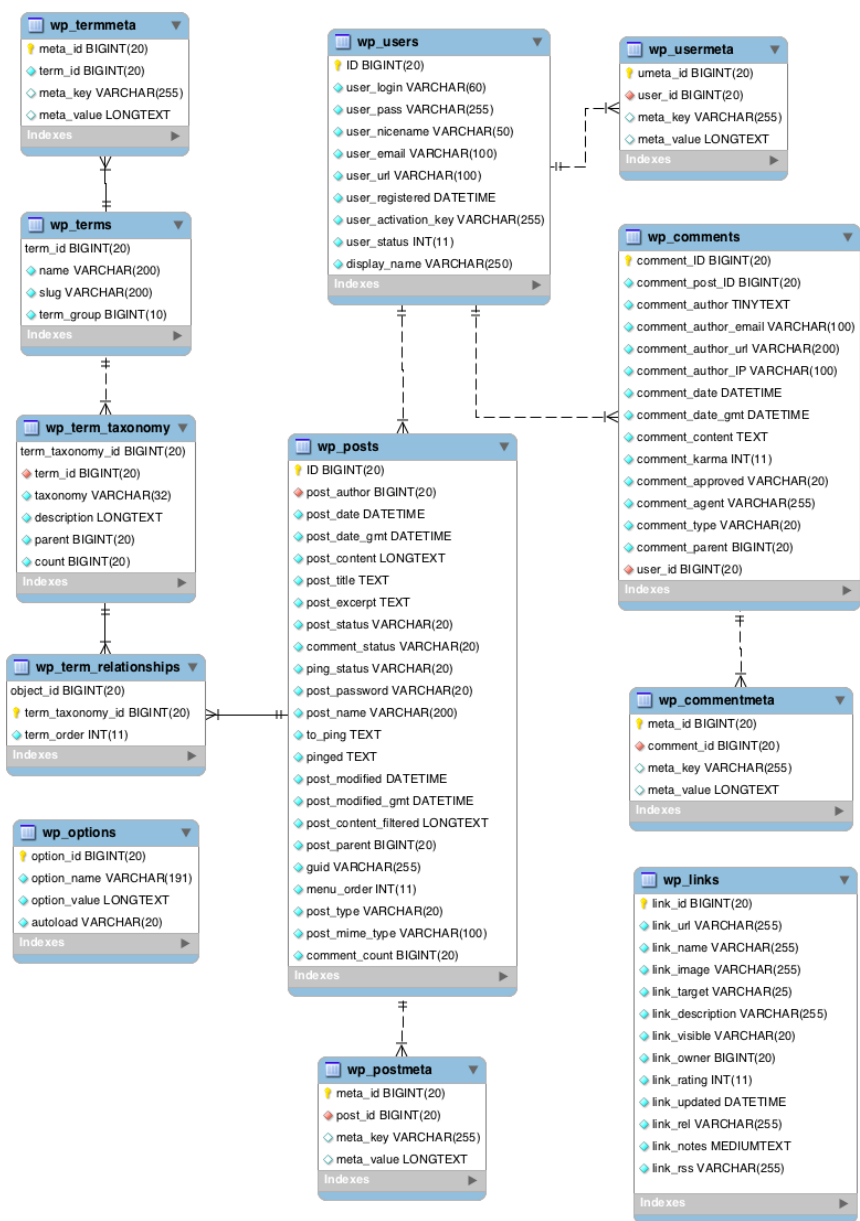 wp_termmeta
meta_id BIGINT(20)
term_id BIGINT(20)
meta_key VARCHAR(255)
meta_value LONGTEXT
Indexes
wp_terms
term_id BIGINT(20)
name VARCHAR(200)
slug VARCHAR(200)
term_group BIGINT(10)
Indexes
wp_term_taxonomy
term_taxonomy_id BIGINT(20)
term_id BIGINT(20)
taxonomy VARCHAR(32)
description LONGTEXT
parent BIGINT(20)
count BIGINT(20)
Indexes
wp_term_relationships
object_id BIGINT(20)
term_taxonomy_id BIGINT(20)
term_order INT(11)
Indexes
wp_options
option_id BIGINT(20)
option_name VARCHAR(191)
option_value LONGTEXT
autoload VARCHAR(20)
Indexes
wp_users
ID BIGINT(20)
user_login VARCHAR(60)
user_pass VARCHAR(255)
user_nicename VARCHAR(50)
user_email VARCHAR(100)
user_url VARCHAR(100)
user_registered DATETIME
user_activation_key VARCHAR(255)
user_status INT(11)
display_name VARCHAR(250)
Indexes
wp_posts
ID BIGINT(20)
post_author BIGINT(20)
post_date DATETIME
post_date_gmt DATETIME
post_content LONGTEXT
post_title TEXT
post_excerpt TEXT
post_status VARCHAR(20)
comment_status VARCHAR(20)
ping_status VARCHAR(20)
post_password VARCHAR(20)
post_name VARCHAR(200)
to_ping TEXT
pinged TEXT
post_modified DATETIME
post_modified_gmt DATETIME
post_content_filtered LONGTEXT
post_parent BIGINT(20)
guid VARCHAR(255)
menu_order INT(11)
post_type VARCHAR(20)
post_mime_type VARCHAR(100)
comment_count BIGINT(20)
Indexes
wp_postmeta
meta_id BIGINT(20)
post_id BIGINT(20)
meta_key VARCHAR(255)
meta_value LONGTEXT
Indexes
wp_usermeta
umeta_id BIGINT(20)
user_id BIGINT(20)
meta_key VARCHAR(255)
meta_value LONGTEXT
Indexes
wp_comments
comment_ID BIGINT(20)
comment_post_ID BIGINT(20)
comment_author TINYTEXT
comment_author_email VARCHAR(100)
comment_author_url VARCHAR(200)
comment_author_IP VARCHAR(100)
comment_date DATETIME
comment_date_gmt DATETIME
comment_content TEXT
comment_karma INT(11)
comment_approved VARCHAR(20)
comment_agent VARCHAR(255)
comment_type VARCHAR(20)
comment_parent BIGINT(20)
user_id BIGINT(20)
Indexes
wp_commentmeta
meta_id BIGINT(20)
comment_id BIGINT(20)
meta_key VARCHAR(255)
meta_value LONGTEXT
Indexes
wp_links
link_id BIGINT(20)
link_url VARCHAR(255)
link_name VARCHAR(255)
link_image VARCHAR(255)
link_target VARCHAR(25)
link_description VARCHAR(255)
link_visible VARCHAR(20)
link_owner BIGINT(20)
link_rating INT(11)
link_updated DATETIME
link_rel VARCHAR(255)
link_notes MEDIUMTEXT
link_rss VARCHAR(255)
Indexes